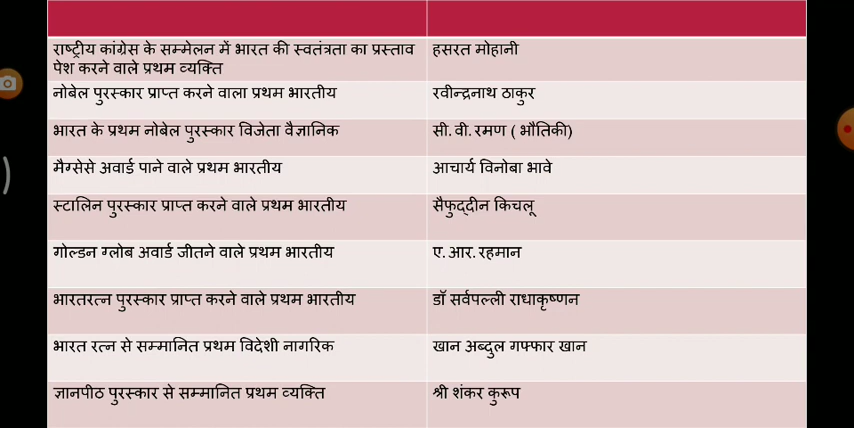 राष्ट्रीय कांग्रेस के सम्मेलन में भारत की स्वतंत्रता का प्रस्ताव
पेश करने वाले प्रथम व्यक्ति
हसरत मोहानी
नोबेल पुरस्कार प्राप्त करने वाला प्रथम भारतीय
रवीन्द्रनाथ ठाकुर
भारत के प्रथम नोबेल पुरस्कार विजेता वैज्ञानिक
सी. वी. रमण ( भौतिकी)
मैग्सेसे अवार्ड पाने वाले प्रथम भारतीय
आचार्य विनोबा भावे
स्टालिन पुरस्कार प्राप्त करने वाले प्रथम भारतीय
सैफुद्दीन किचलू
गोल्डन ग्लोब अवार्ड जीतने वाले प्रथम भारतीय
ए. आर. रहमान
भारतरत्न पुरस्कार प्राप्त करने वाले प्रथम भारतीय
डॉ सर्वपल्ली राधाकृष्णन
भारत रत्न से सम्मानित प्रथम विदेशी नागरिक
खान अब्दुल गफ्फार खान
ज्ञानपीठ पुरस्कार से सम्मानित प्रथम व्यक्ति
श्री शंकर कुरूप